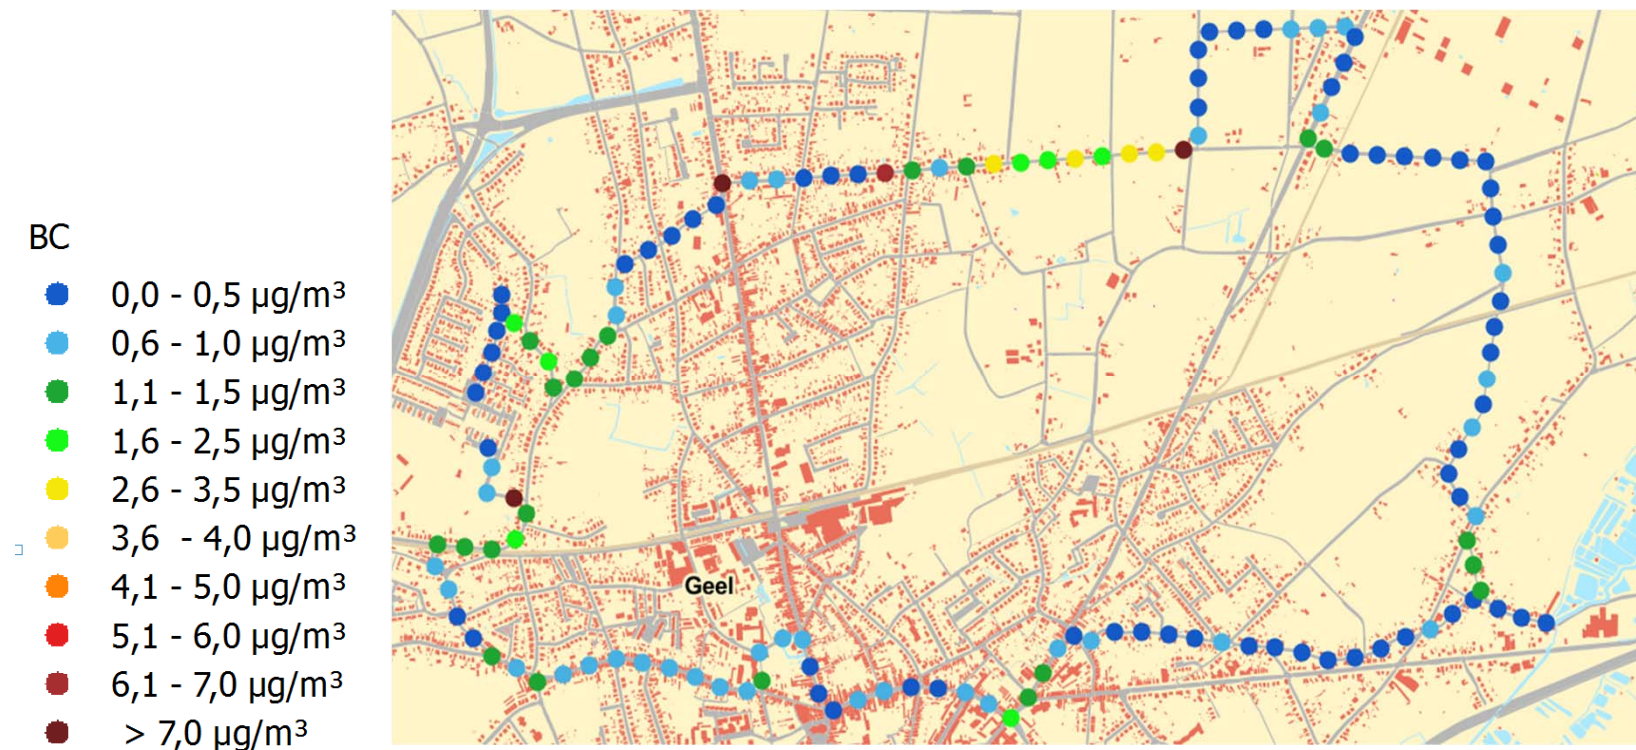 BC
0,0 - 0,5 µg/m³
0,6 - 1,0 µg/m³
1,1 - 1,5 µg/m³
1,6 - 2,5 µg/m³
2,6 - 3,5 µg/m³
3,6 - 4,0 µg/m³
4,1 - 5,0 µg/m³
5,1 - 6,0 µg/m³
6,1 - 7,0 µg/m³
> 7,0 µg/m³
Geel